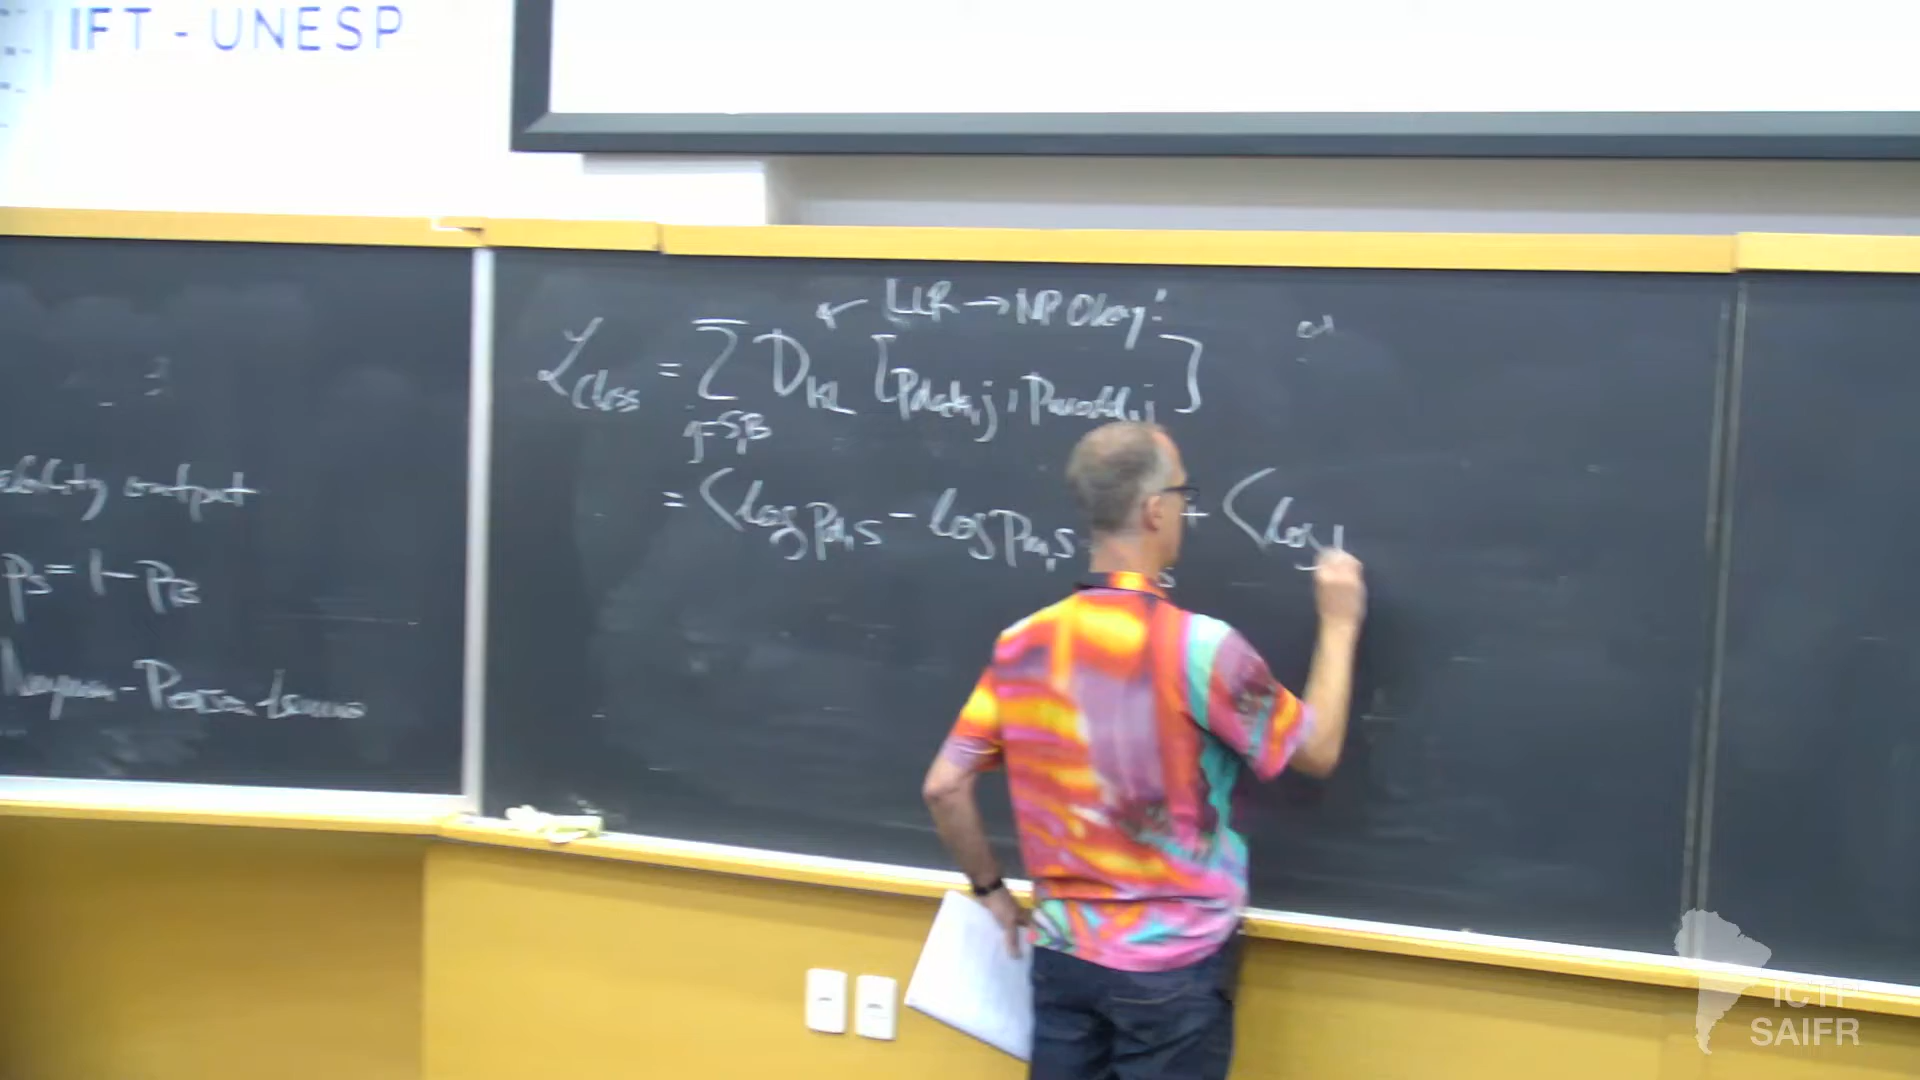 IFT - UNESP
← LLR → NP Okay!
ℒ_class = Σ_{j=S,B} D_KL [p_data,j , p_model,j]
= ⟨log p_d,s - log p_m,s + ⟨log
output
p_S = 1 - p_B
Neyman-Pearson lemma
ICTP
SAIFR